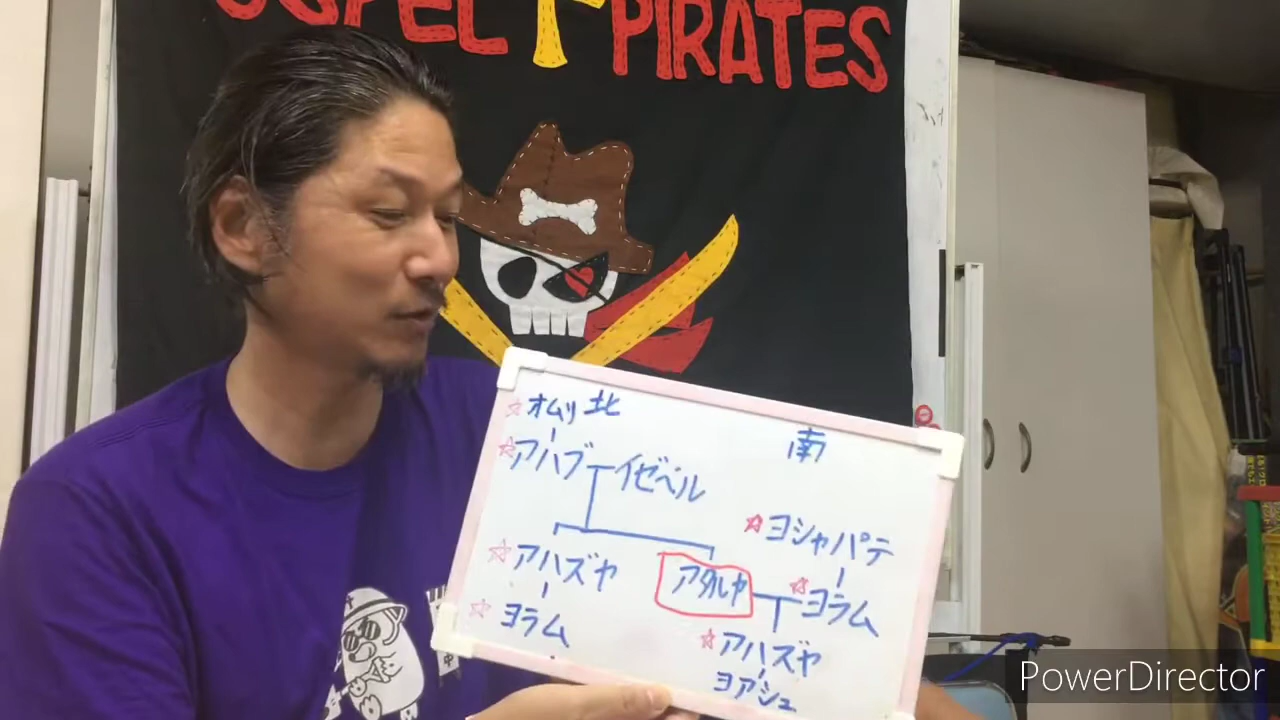 OSPEL PIRATES
☆オムリ 北
南
☆アハブ イゼベル
☆ヨシャパテ
☆アハズヤ アタルヤ ☆ヨラム
☆ヨラム ☆アハズヤ
ヨアシュ
PowerDirector